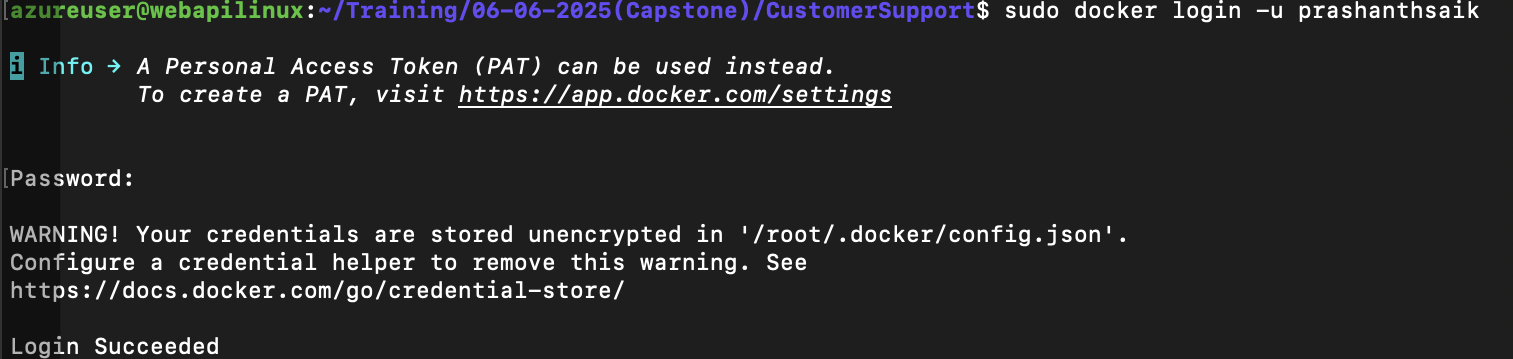 [azureuser@webapilinux:~/Training/06-06-2025(Capstone)/CustomerSupport$ sudo docker login -u prashanthsaik
i Info → A Personal Access Token (PAT) can be used instead.
To create a PAT, visit https://app.docker.com/settings
[Password:
WARNING! Your credentials are stored unencrypted in '/root/.docker/config.json'.
Configure a credential helper to remove this warning. See
https://docs.docker.com/go/credential-store/
Login Succeeded